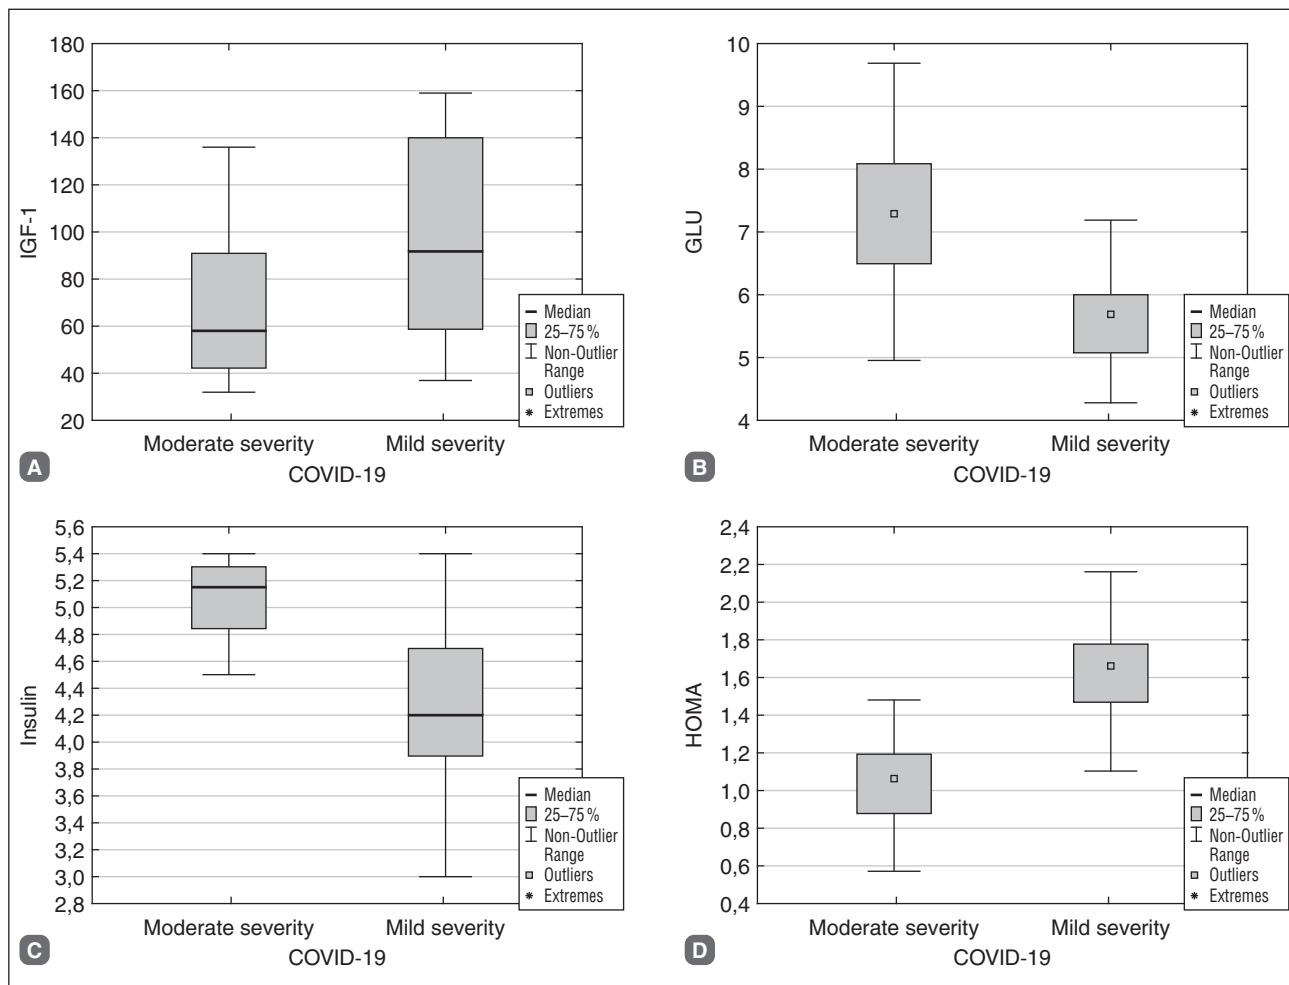 180
160
140
120
100
80
60
40
20
IGF-1
Moderate severity
Mild severity
COVID-19
A
Median
25–75 %
Non-Outlier
Range
Outliers
Extremes
10
9
8
7
6
5
4
GLU
Moderate severity
Mild severity
COVID-19
B
Median
25–75 %
Non-Outlier
Range
Outliers
Extremes
5,6
5,4
5,2
5,0
4,8
4,6
4,4
4,2
4,0
3,8
3,6
3,4
3,2
3,0
2,8
Insulin
Moderate severity
Mild severity
COVID-19
C
Median
25–75 %
Non-Outlier
Range
Outliers
Extremes
2,4
2,2
2,0
1,8
1,6
1,4
1,2
1,0
0,8
0,6
0,4
HOMA
Moderate severity
Mild severity
COVID-19
D
Median
25–75 %
Non-Outlier
Range
Outliers
Extremes